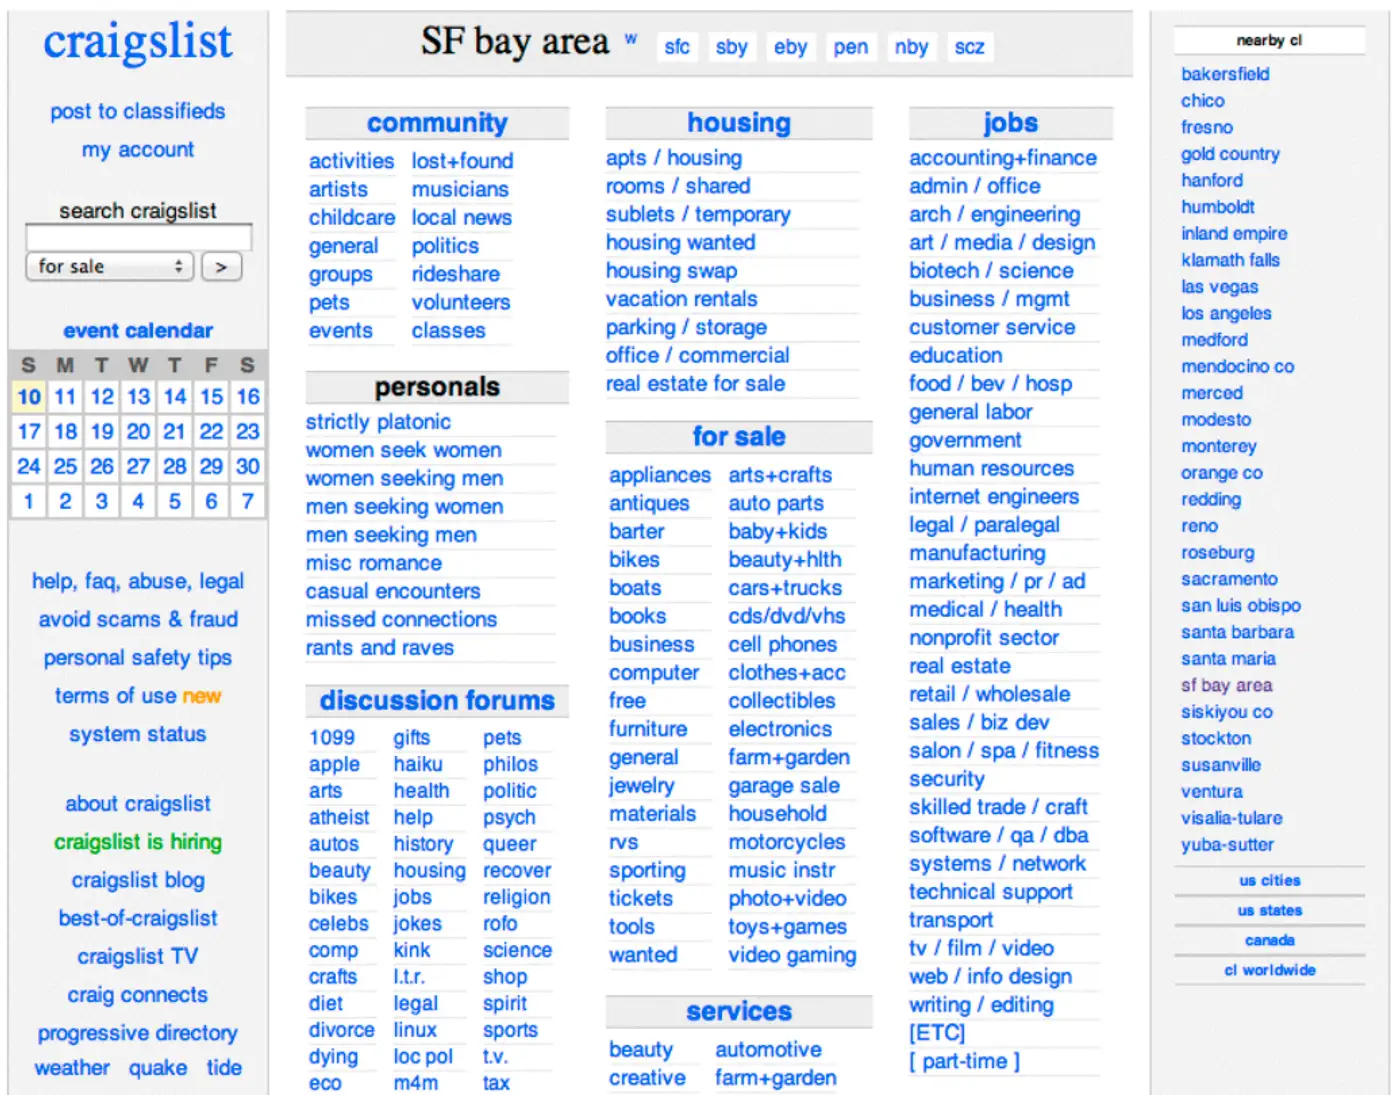 craigslist
post to classifieds
my account
search craigslist
for sale
>
event calendar
S M T W T F S
10 11 12 13 14 15 16
17 18 19 20 21 22 23
24 25 26 27 28 29 30
1 2 3 4 5 6 7
help, faq, abuse, legal
avoid scams & fraud
personal safety tips
terms of use new
system status
about craigslist
craigslist is hiring
craigslist blog
best-of-craigslist
craigslist TV
craig connects
progressive directory
weather quake tide
SF bay area w sfc sby eby pen nby scz
community
activities lost+found
artists musicians
childcare local news
general politics
groups rideshare
pets volunteers
events classes
personals
strictly platonic
women seek women
women seeking men
men seeking women
men seeking men
misc romance
casual encounters
missed connections
rants and raves
discussion forums
1099 gifts pets
apple haiku philos
arts health politic
atheist help psych
autos history queer
beauty housing recover
bikes jobs religion
celebs jokes rofo
comp kink science
crafts l.t.r. shop
diet legal spirit
divorce linux sports
dying loc pol t.v.
eco m4m tax
housing
apts / housing
rooms / shared
sublets / temporary
housing wanted
housing swap
vacation rentals
parking / storage
office / commercial
real estate for sale
for sale
appliances arts+crafts
antiques auto parts
barter baby+kids
bikes beauty+hlth
boats cars+trucks
books cds/dvd/vhs
business cell phones
computer clothes+acc
free collectibles
furniture electronics
general farm+garden
jewelry garage sale
materials household
rvs motorcycles
sporting music instr
tickets photo+video
tools toys+games
wanted video gaming
services
beauty automotive
creative farm+garden
jobs
accounting+finance
admin / office
arch / engineering
art / media / design
biotech / science
business / mgmt
customer service
education
food / bev / hosp
general labor
government
human resources
internet engineers
legal / paralegal
manufacturing
marketing / pr / ad
medical / health
nonprofit sector
real estate
retail / wholesale
sales / biz dev
salon / spa / fitness
security
skilled trade / craft
software / qa / dba
systems / network
technical support
transport
tv / film / video
web / info design
writing / editing
[ETC]
[ part-time ]
nearby cl
bakersfield
chico
fresno
gold country
hanford
humboldt
inland empire
klamath falls
las vegas
los angeles
medford
mendocino co
merced
modesto
monterey
orange co
redding
reno
roseburg
sacramento
san luis obispo
santa barbara
santa maria
sf bay area
siskiyou co
stockton
susanville
ventura
visalia-tulare
yuba-sutter
us cities
us states
canada
cl worldwide